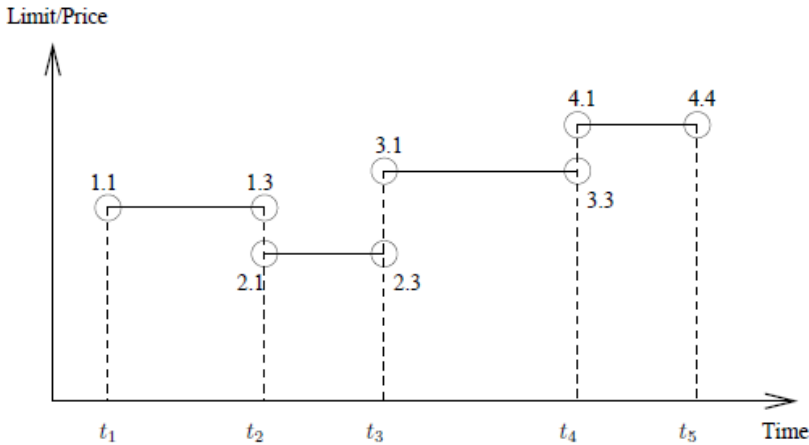 Limit/Price
4.1 4.4
3.1
1.1 1.3
3.3
2.1 2.3
t₁ t₂ t₃ t₄ t₅ Time